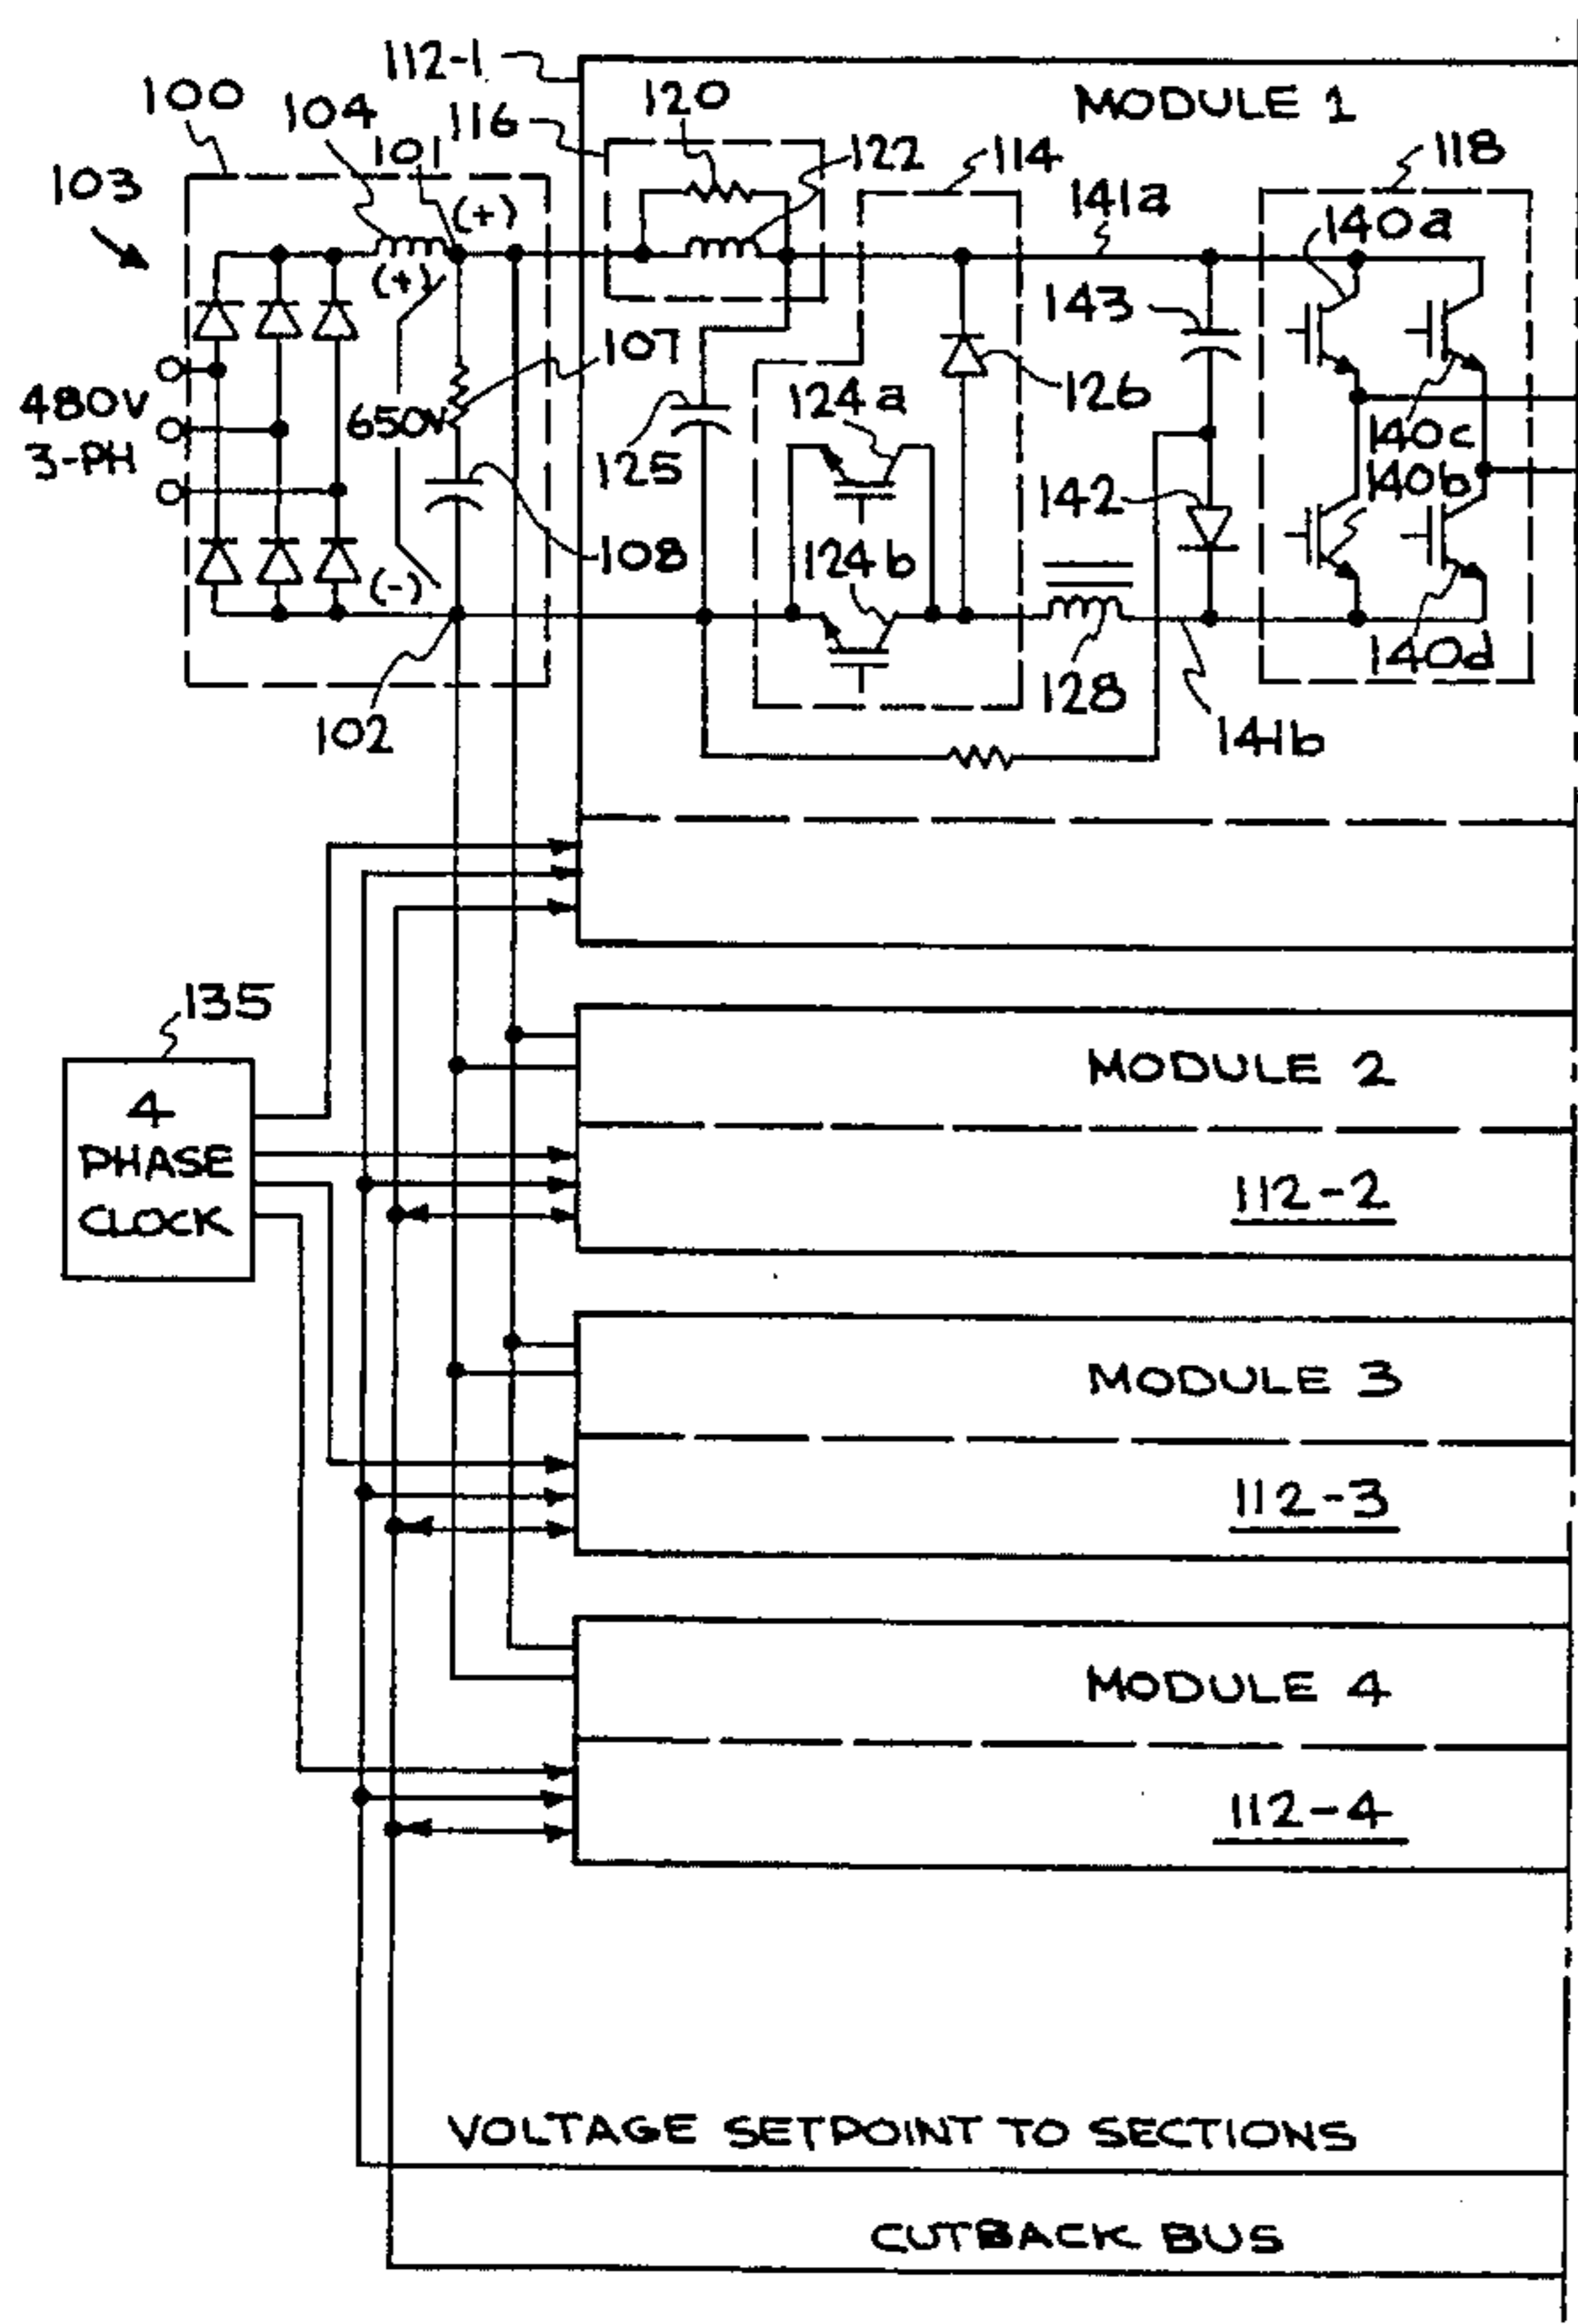 112-1
MODULE 1
100
104
101
116
120
122
114
118
103
(+)
141a
140a
(+)
143
107
480V
3-PH
650V
124a
126
140c
125
140b
142
108
124b
(-)
140d
102
128
141b
135
4
PHASE
CLOCK
MODULE 2
112-2
MODULE 3
112-3
MODULE 4
112-4
VOLTAGE SETPOINT TO SECTIONS
CUTBACK BUS